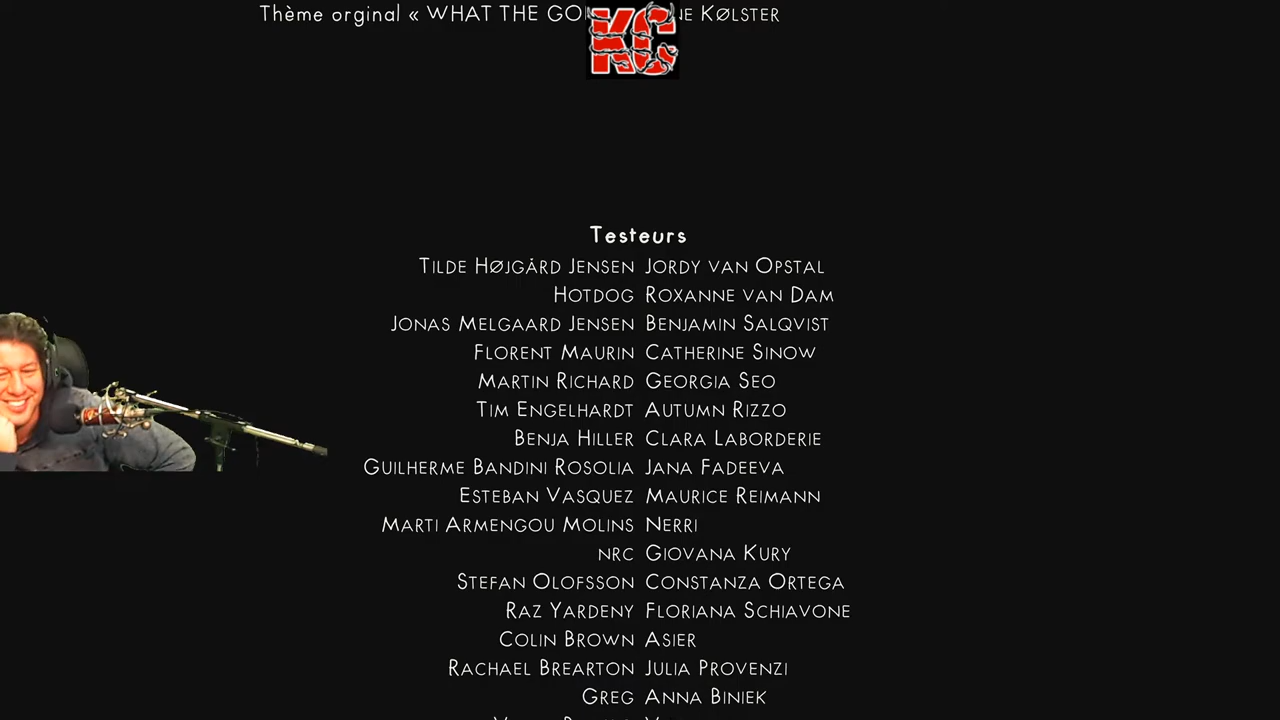 Thème orginal « WHAT THE GO NE KØLSTER
KC
Testeurs
TILDE HØJGÅRD JENSEN JORDY VAN OPSTAL
HOTDOG ROXANNE VAN DAM
JONAS MELGAARD JENSEN BENJAMIN SALQVIST
FLORENT MAURIN CATHERINE SINOW
MARTIN RICHARD GEORGIA SEO
TIM ENGELHARDT AUTUMN RIZZO
BENJA HILLER CLARA LABORDERIE
GUILHERME BANDINI ROSOLIA JANA FADEEVA
ESTEBAN VASQUEZ MAURICE REIMANN
MARTI ARMENGOU MOLINS NERRI
NRC GIOVANA KURY
STEFAN OLOFSSON CONSTANZA ORTEGA
RAZ YARDENY FLORIANA SCHIAVONE
COLIN BROWN ASIER
RACHAEL BREARTON JULIA PROVENZI
GREG ANNA BINIEK